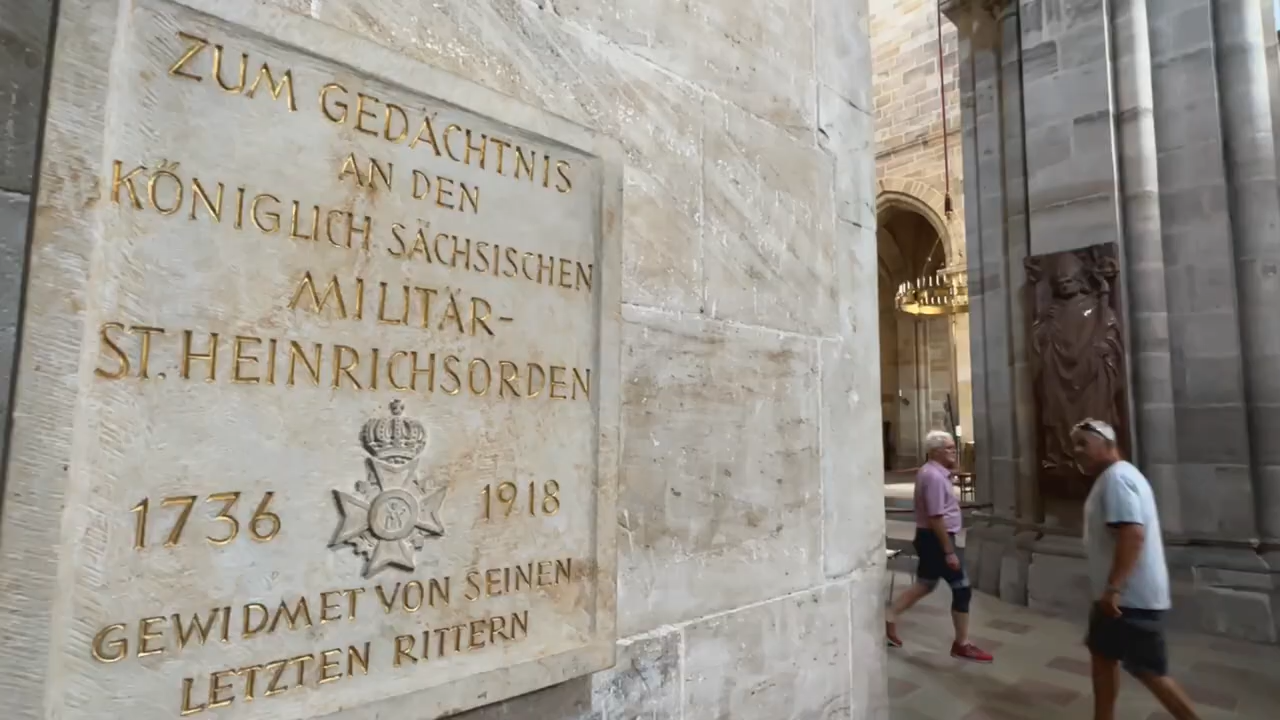 ZUM GEDÄCHTNIS
AN DEN
KÖNIGLICH SÄCHSISCHEN
MILITÄR-
ST. HEINRICHSORDEN
1736 1918
GEWIDMET VON SEINEN
LETZTEN RITTERN